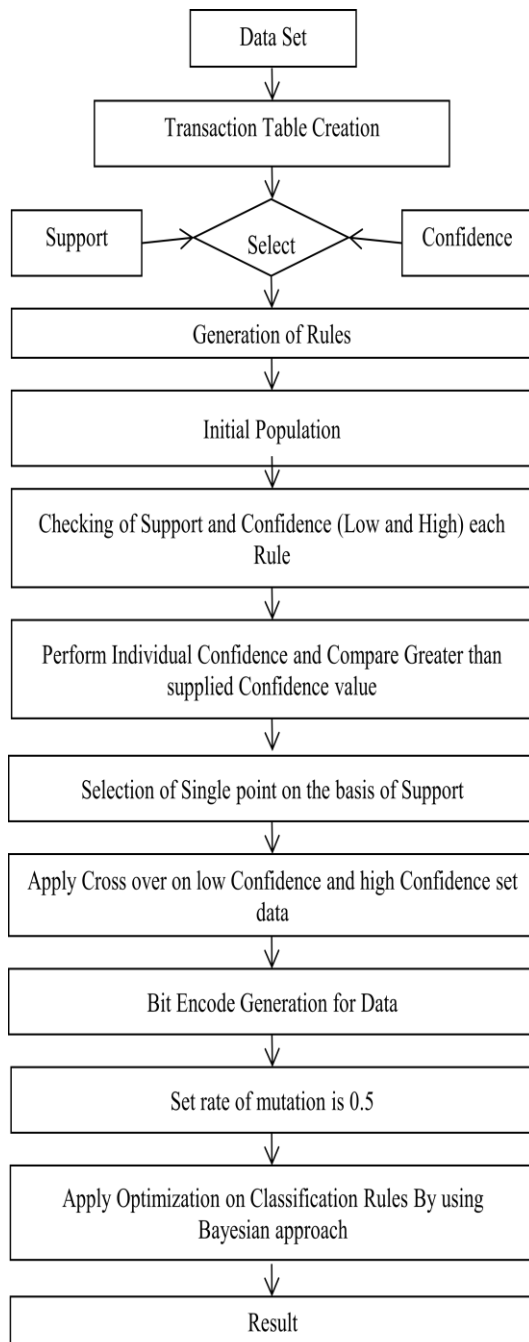 Data Set
Transaction Table Creation
Support
Select
Confidence
Generation of Rules
Initial Population
Checking of Support and Confidence (Low and High) each
Rule
Perform Individual Confidence and Compare Greater than
supplied Confidence value
Selection of Single point on the basis of Support
Apply Cross over on low Confidence and high Confidence set
data
Bit Encode Generation for Data
Set rate of mutation is 0.5
Apply Optimization on Classification Rules By using
Bayesian approach
Result